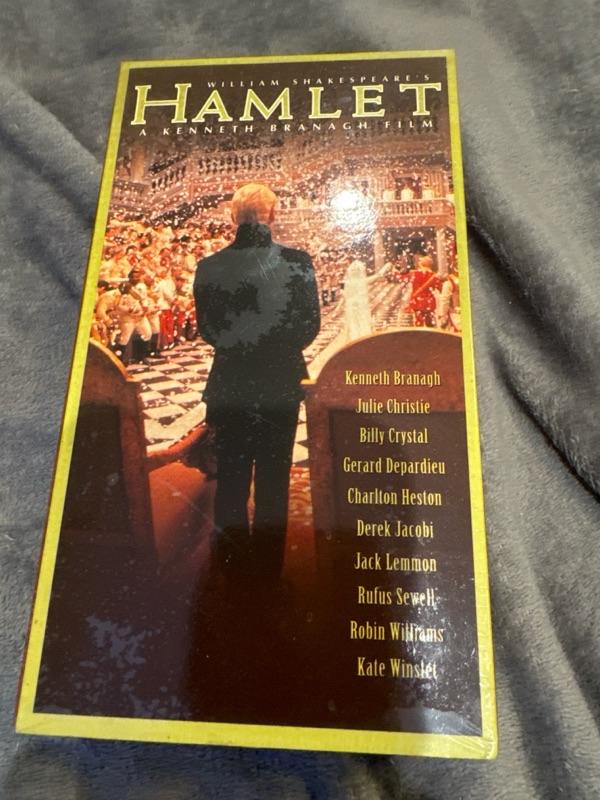 WILLIAM SHAKESPEARE'S
HAMLET
A KENNETH BRANAGH FILM
Kenneth Branagh
Julie Christie
Billy Crystal
Gerard Depardieu
Charlton Heston
Derek Jacobi
Jack Lemmon
Rufus Sewell
Robin Williams
Kate Winslet